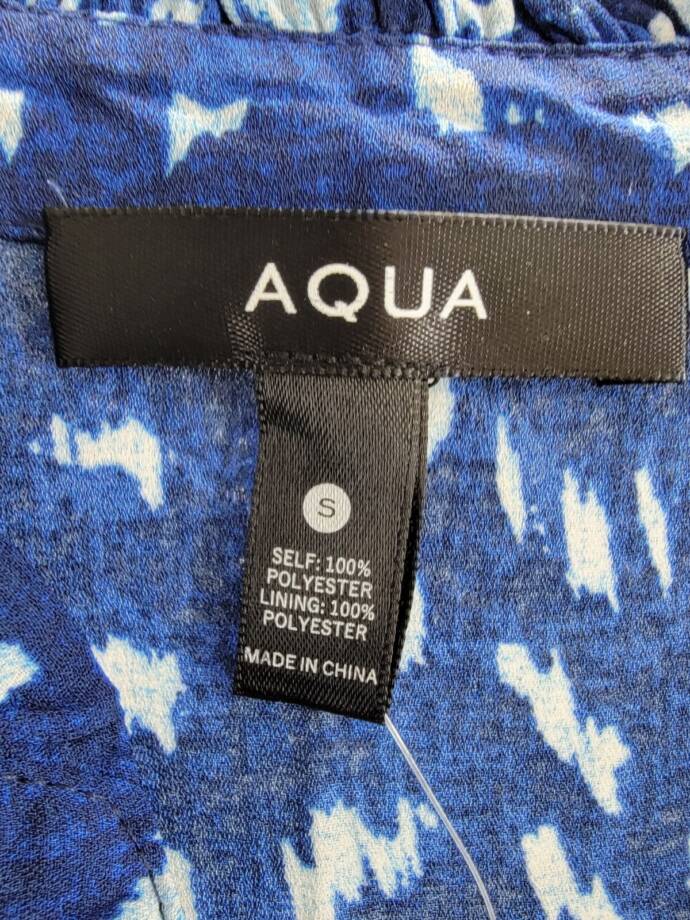 AQUA
S
SELF: 100%
POLYESTER
LINING: 100%
POLYESTER
MADE IN CHINA